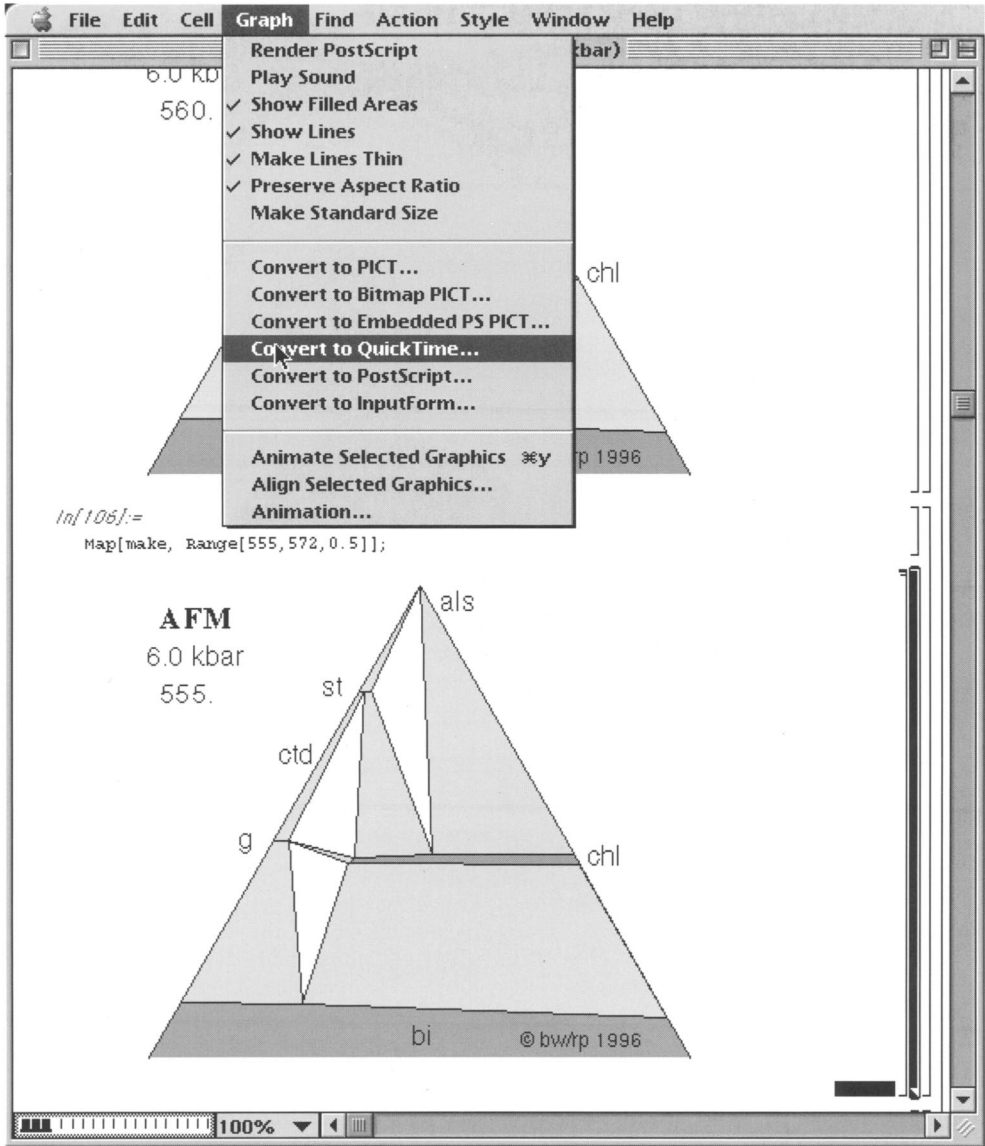 File Edit Cell Graph Find Action Style Window Help
kbar)
Render PostScript
Play Sound
✓ Show Filled Areas
✓ Show Lines
✓ Make Lines Thin
✓ Preserve Aspect Ratio
Make Standard Size
Convert to PICT...
Convert to Bitmap PICT...
Convert to Embedded PS PICT...
Convert to QuickTime...
Convert to PostScript...
Convert to InputForm...
Animate Selected Graphics ⌘Y
Align Selected Graphics...
Animation...
6.0 kb
560.
chl
rp 1996
In[106]:=
Map[make, Range[555,572,0.5]];
AFM
6.0 kbar
555.
als
st
ctd
g
chl
bi
© bw/rp 1996
100%